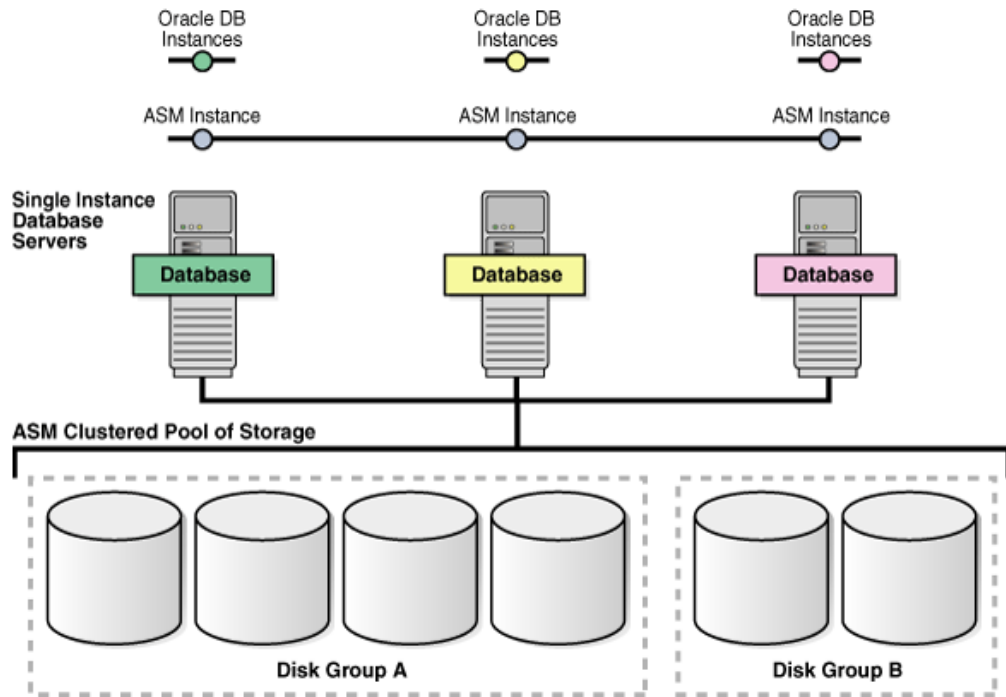 Oracle DB
Instances
Oracle DB
Instances
Oracle DB
Instances
ASM Instance
ASM Instance
ASM Instance
Single Instance
Database
Servers
Database
Database
Database
ASM Clustered Pool of Storage
Disk Group A
Disk Group B